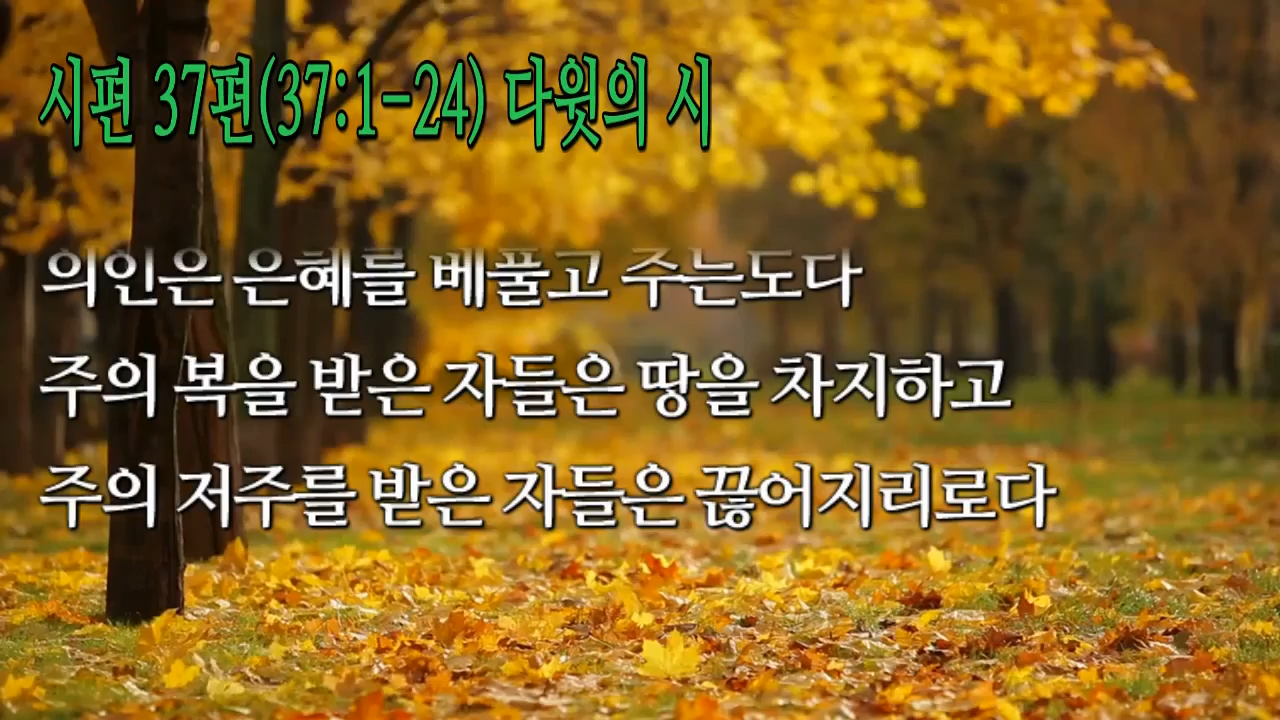 시편 37편(37:1-24) 다윗의 시
의인은 은혜를 베풀고 주는도다
주의 복을 받은 자들은 땅을 차지하고
주의 저주를 받은 자들은 끊어지리로다